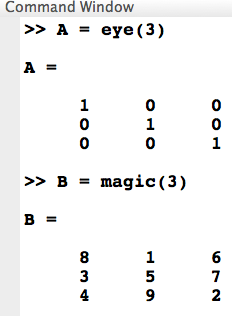 Command Window
>> A = eye(3)
A =
1 0 0
0 1 0
0 0 1
>> B = magic(3)
B =
8 1 6
3 5 7
4 9 2